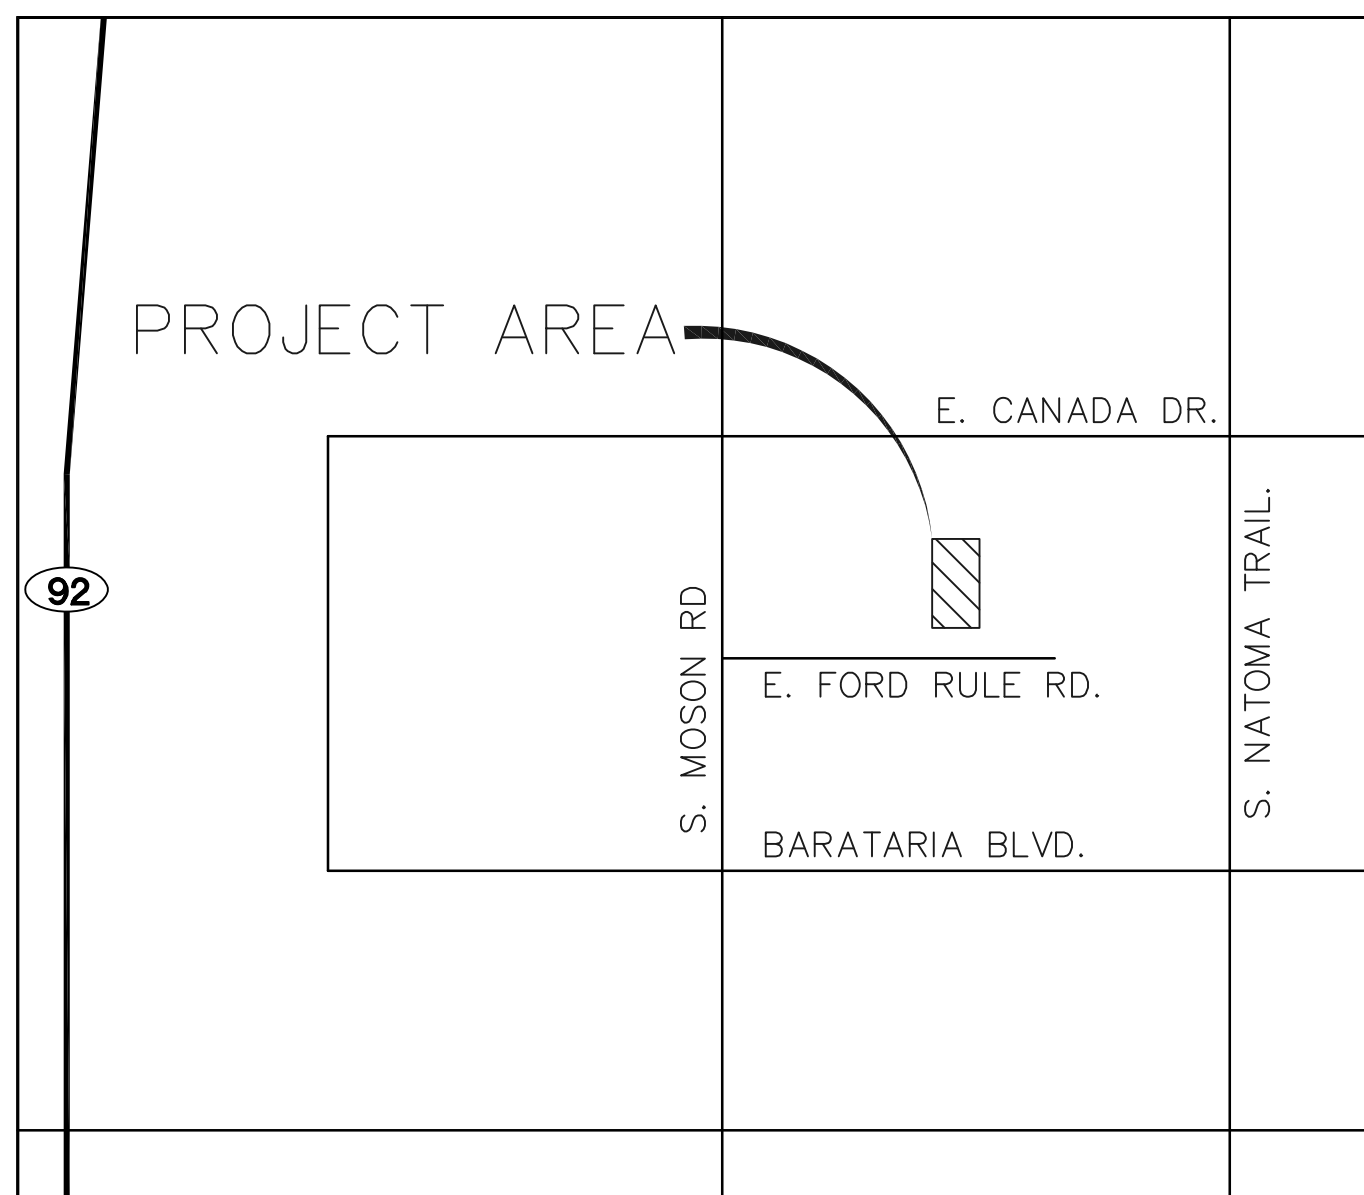 PROJECT AREA
E. CANADA DR.
S. NATOMA TRAIL.
92
S. MOSON RD
E. FORD RULE RD.
BARATARIA BLVD.